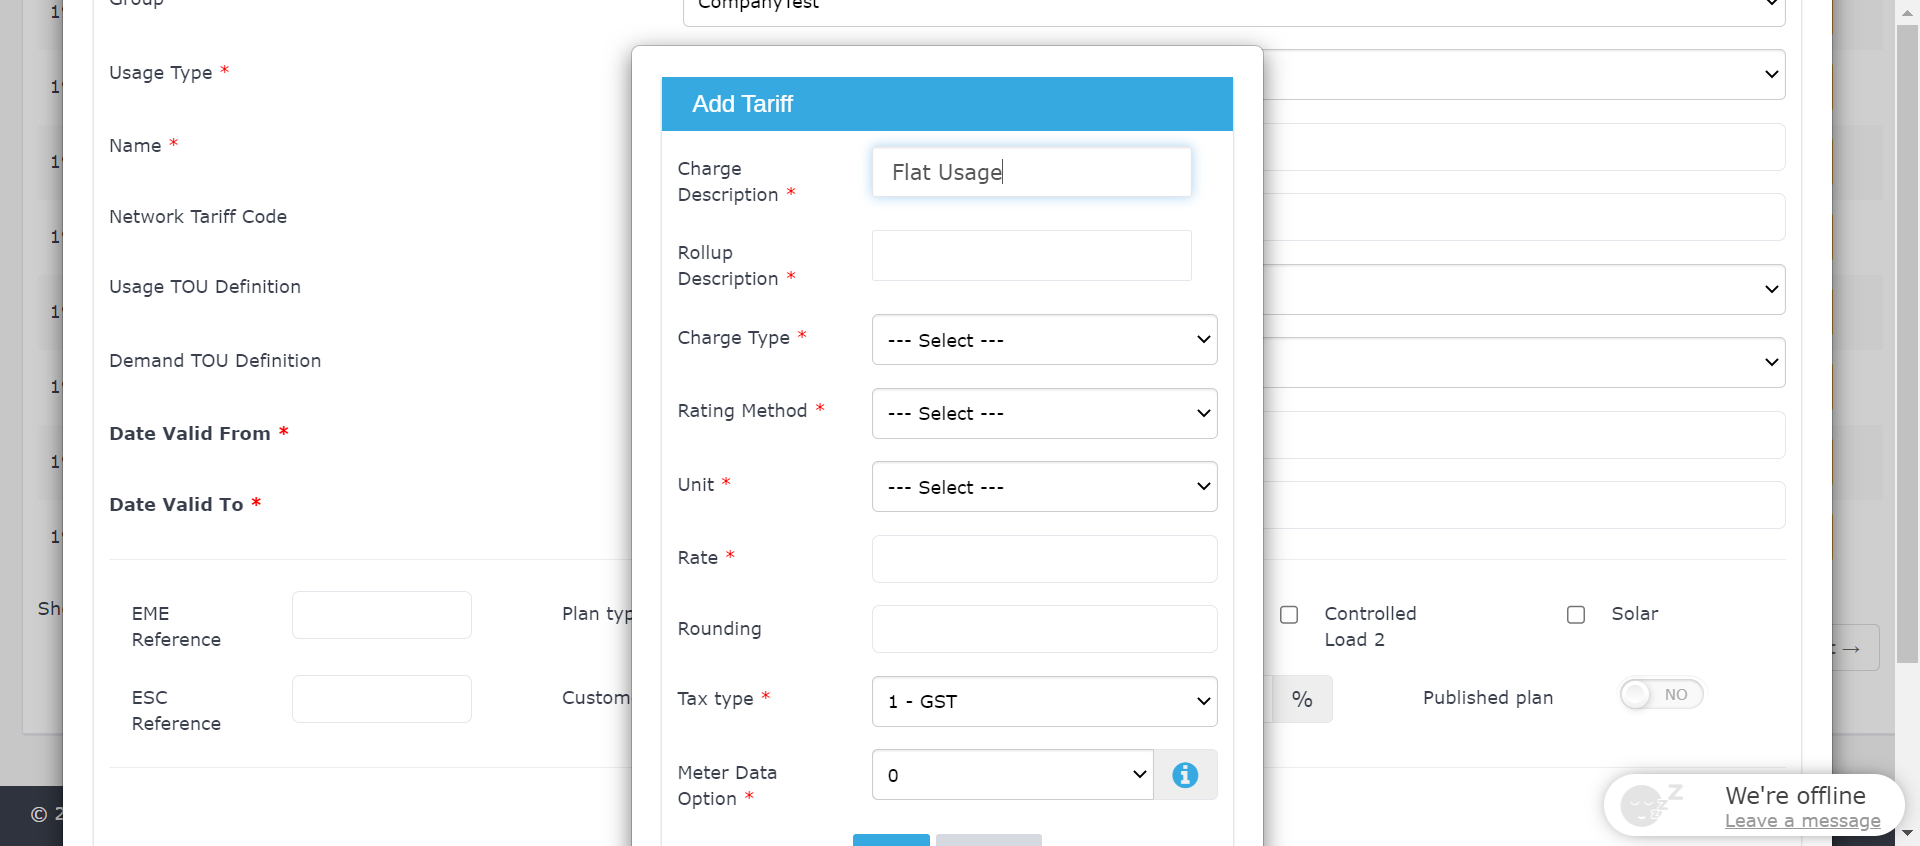 Group
CompanyTest
Usage Type *
Name *
Network Tariff Code
Usage TOU Definition
Demand TOU Definition
Date Valid From *
Date Valid To *
EME
Reference
Plan typ
ESC
Reference
Custom
Add Tariff
Charge
Description *
Flat Usage
Rollup
Description *
Charge Type *
--- Select ---
Rating Method *
--- Select ---
Unit *
--- Select ---
Rate *
Rounding
Tax type *
1 - GST
Meter Data
Option *
0
Controlled
Load 2
Solar
%
Published plan
NO
Sh
© 2
We're offline
Leave a message